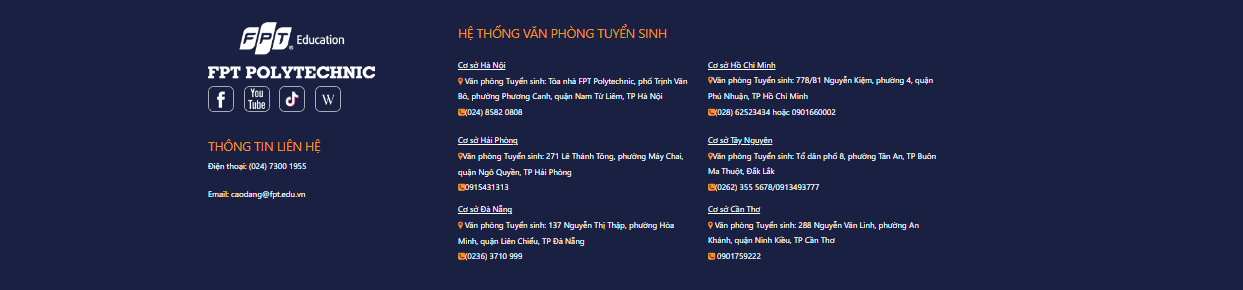 FPT Education
FPT POLYTECHNIC
f
You
Tube
W
THÔNG TIN LIÊN HỆ
Điện thoại: (024) 7300 1955
Email: caodang@fpt.edu.vn
HỆ THỐNG VĂN PHÒNG TUYỂN SINH
Cơ sở Hà Nội
Văn phòng Tuyển sinh: Tòa nhà FPT Polytechnic, phố Trịnh Văn
Bô, phường Phương Canh, quận Nam Từ Liêm, TP Hà Nội
(024) 8582 0808
Cơ sở Hồ Chí Minh
Văn phòng Tuyển sinh: 778/B1 Nguyễn Kiệm, phường 4, quận
Phú Nhuận, TP Hồ Chí Minh
(028) 62523434 hoặc 0901660002
Cơ sở Hải Phòng
Văn phòng Tuyển sinh: 271 Lê Thánh Tông, phường Máy Chai,
quận Ngô Quyền, TP Hải Phòng
0915431313
Cơ sở Tây Nguyên
Văn phòng Tuyển sinh: Tổ dân phố 8, phường Tân An, TP Buôn
Ma Thuột, Đắk Lắk
(0262) 355 5678/0913493777
Cơ sở Đà Nẵng
Văn phòng Tuyển sinh: 137 Nguyễn Thị Thập, phường Hòa
Minh, quận Liên Chiểu, TP Đà Nẵng
(0236) 3710 999
Cơ sở Cần Thơ
Văn phòng Tuyển sinh: 288 Nguyễn Văn Linh, phường An
Khánh, quận Ninh Kiều, TP Cần Thơ
0901759222